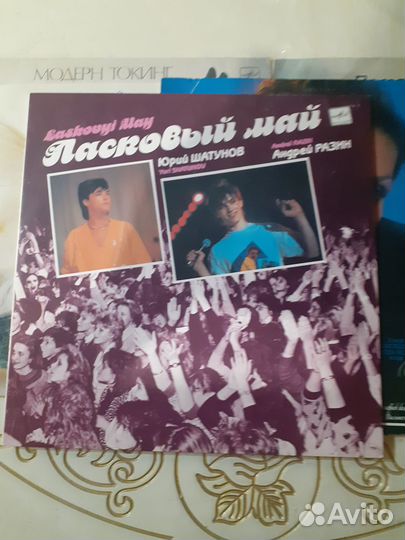 МОДЕРН ТОКИНГ
Laskovyi May
Ласковый май
Юрий ШАТУНОВ
Yuri SHATUNOV
Andrei RAZIN
Андрей РАЗИН
Avito